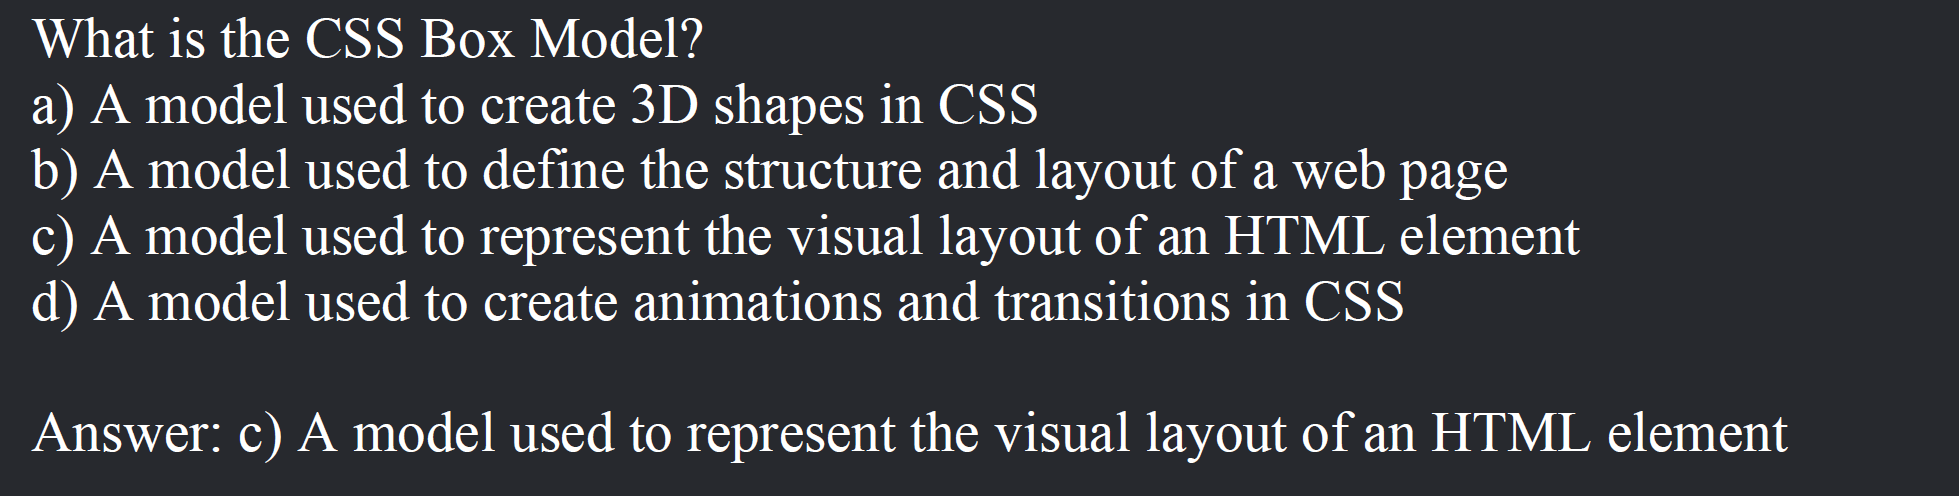 What is the CSS Box Model?
a) A model used to create 3D shapes in CSS
b) A model used to define the structure and layout of a web page
c) A model used to represent the visual layout of an HTML element
d) A model used to create animations and transitions in CSS
Answer: c) A model used to represent the visual layout of an HTML element